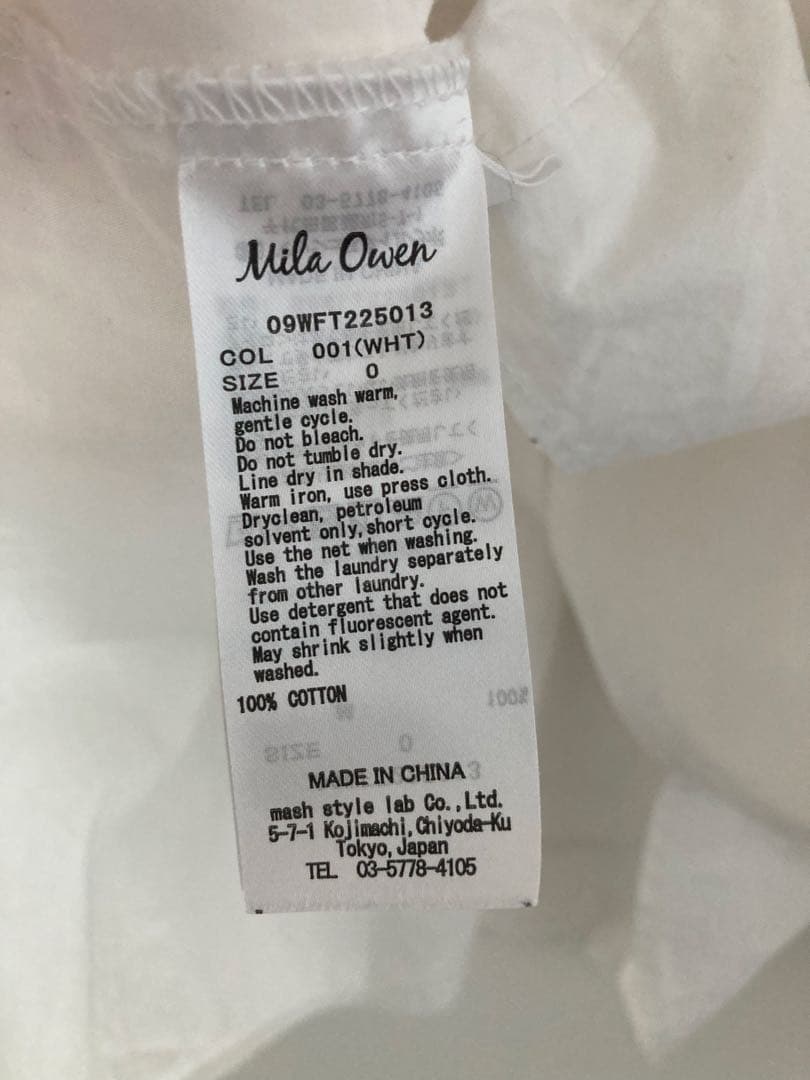 Mila Owen
09WFT225013
COL 001(WHT)
SIZE 0
Machine wash warm,
gentle cycle.
Do not bleach.
Do not tumble dry.
Line dry in shade.
Warm iron, use press cloth.
Dryclean, petroleum
solvent only, short cycle.
Use the net when washing.
Wash the laundry separately
from other laundry.
Use detergent that does not
contain fluorescent agent.
May shrink slightly when
washed.
100% COTTON
MADE IN CHINA
mash style lab Co.,Ltd.
5-7-1 Kojimachi,Chiyoda-Ku
Tokyo,Japan
TEL 03-5778-4105